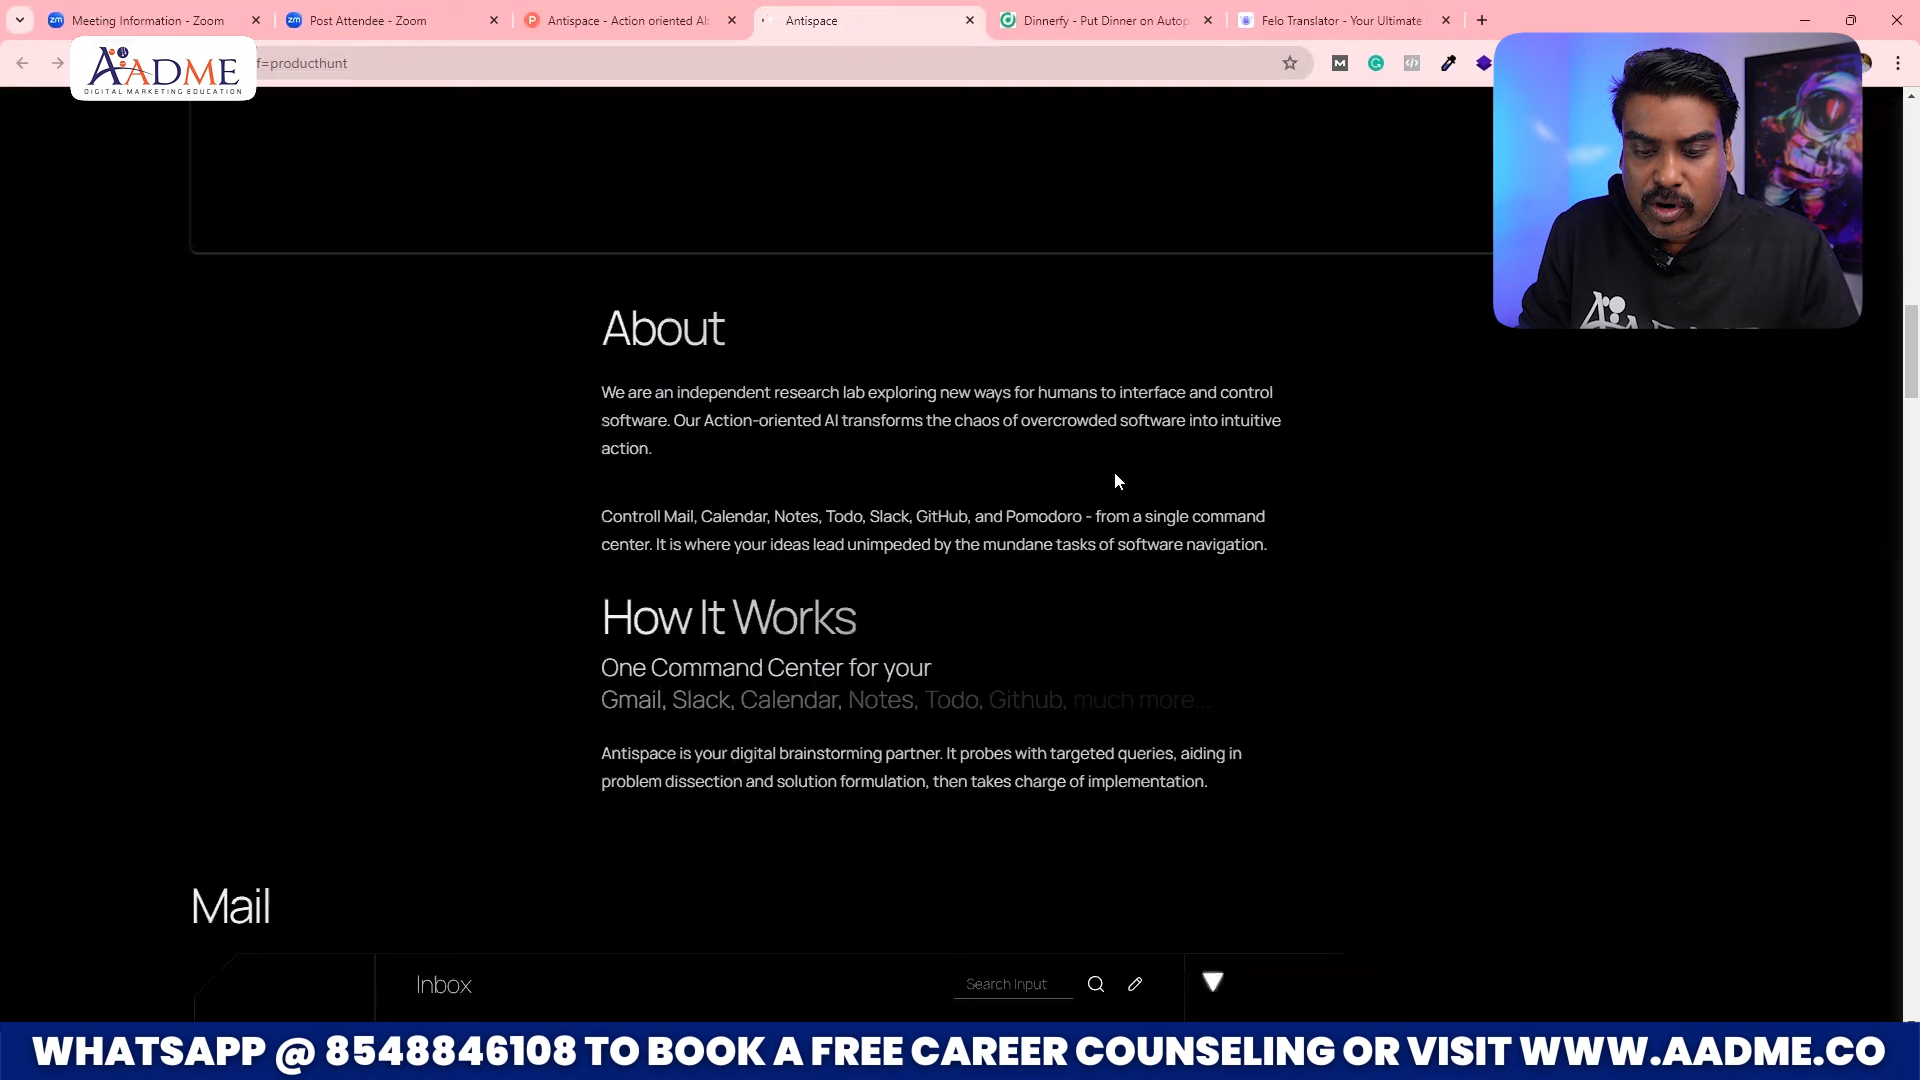 Meeting Information - Zoom
Post Attendee - Zoom
Antispace - Action oriented AI
Antispace
Dinnerfy - Put Dinner on Autop
Felo Translator - Your Ultimate
AADME
DIGITAL MARKETING EDUCATION
f=producthunt
About
We are an independent research lab exploring new ways for humans to interface and control
software. Our Action-oriented AI transforms the chaos of overcrowded software into intuitive
action.
Controll Mail, Calendar, Notes, Todo, Slack, GitHub, and Pomodoro - from a single command
center. It is where your ideas lead unimpeded by the mundane tasks of software navigation.
How It Works
One Command Center for your
Gmail, Slack, Calendar, Notes, Todo, Github, much more...
Antispace is your digital brainstorming partner. It probes with targeted queries, aiding in
problem dissection and solution formulation, then takes charge of implementation.
Mail
Inbox
Search Input
WHATSAPP @ 8548846108 TO BOOK A FREE CAREER COUNSELING OR VISIT WWW.AADME.CO